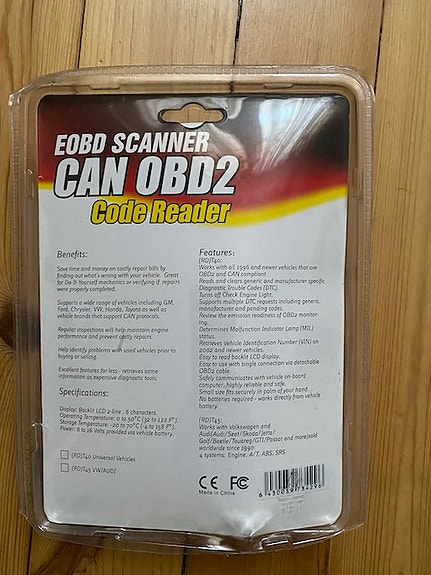 EOBD SCANNER
CAN OBD2
Code Reader
Benefits:
Save time and money on costly repair bills by
finding out what's wrong with your vehicle. Great
for Do-It-Yourself mechanics or verifying if repairs
were properly completed.
Supports a wide range of vehicles including GM,
Ford, Chrysler, VW, Honda, Toyota as well as
vehicle brands that support CAN protocols.
Regular inspections will help maintain engine
performance and prevent costly repairs.
Help identify problems with used vehicles prior to
buying or selling.
Excellent features for less - retrieves some
information as expensive diagnostic tools.
Specifications:
Display: Backlit LCD 2-line, 8 characters.
Operating Temperature: 0 to 50°C (32 to 122 F°)
Storage Temperature: -20 to 70°C (-4 to 158 F°)
Power: 8 to 16 Volts provided via vehicle battery.
(RD)T40 Universal Vehicles
(RD)T45 VW(AUDI)
Features:
(RD)T40:
Works with all 1996 and newer vehicles that are
OBD2 and CAN compliant
Reads and clears generic and manufacture specific
Diagnostic Trouble Codes (DTC).
Turns off Check Engine Light.
Supports multiple DTC requests including generic,
manufacturer and pending codes.
Review the emission readiness of OBD2 monitor-
ing.
Determines Malfunction Indicator Lamp (MIL)
status.
Retrieves Vehicle Identification Number (VIN) on
2002 and newer vehicles.
Easy to read backlit LCD display.
Easy to use with single connection via detachable
OBD2 cable.
Safely communicates with vehicle on-board
computer, highly reliable and safe.
Small size fits securely in palm of your hand.
No batteries required - works directly from vehicle
battery.
(RD)T45:
Works with Volkswagen and
Audi(Audi/Seat/Skoda/Jetta/
Golf/Beetle/Touareg/GTI/Passat and more)sold
worldwide since 1990
4 systems: Engine, A/T, ABS, SRS
CE FC
Made in China